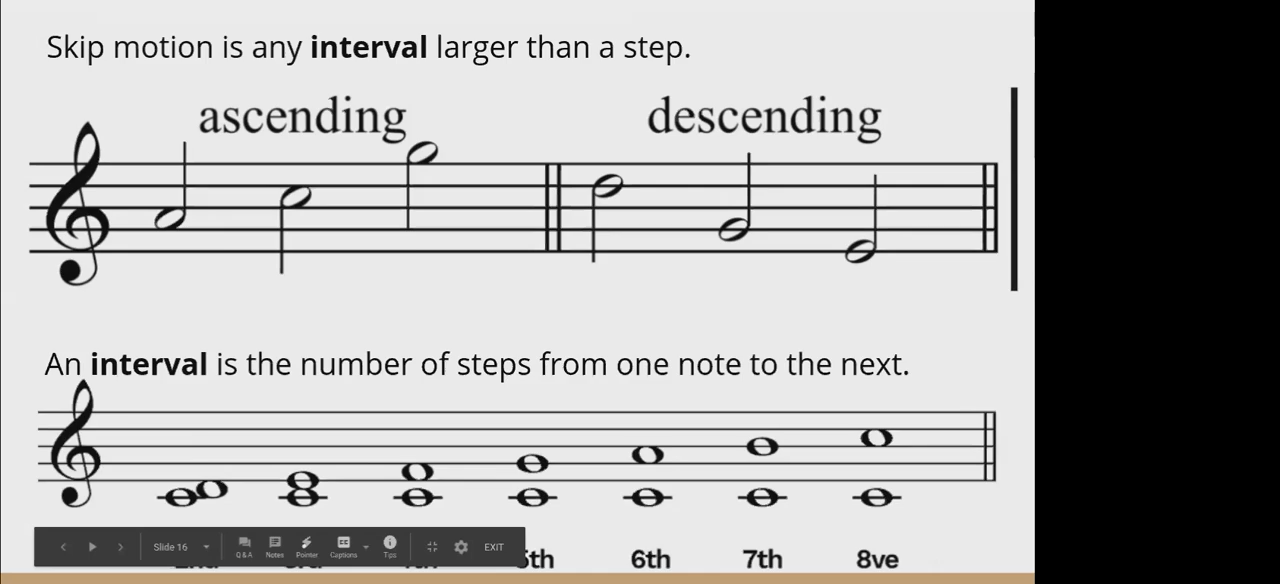 Skip motion is any interval larger than a step.
ascending descending
An interval is the number of steps from one note to the next.
5th 6th 7th 8ve
Slide 16 Q&A Notes Pointer Captions Tips EXIT